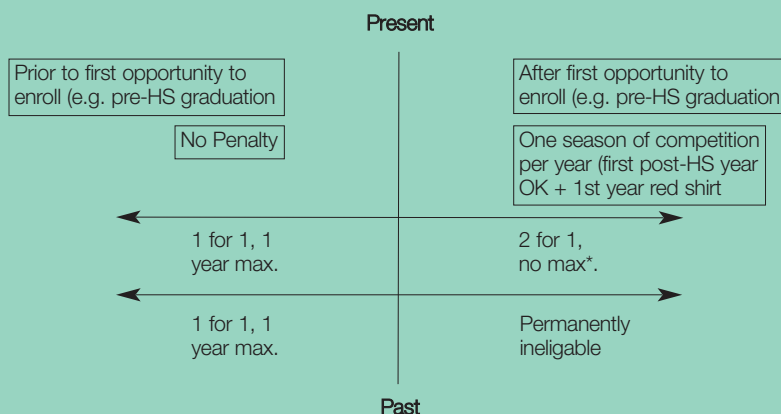 Present
Prior to first opportunity to
enroll (e.g. pre-HS graduation
After first opportunity to
enroll (e.g. pre-HS graduation
No Penalty
One season of competition
per year (first post-HS year
OK + 1st year red shirt
1 for 1, 1
year max.
2 for 1,
no max*.
1 for 1, 1
year max.
Permanently
ineligable
Past